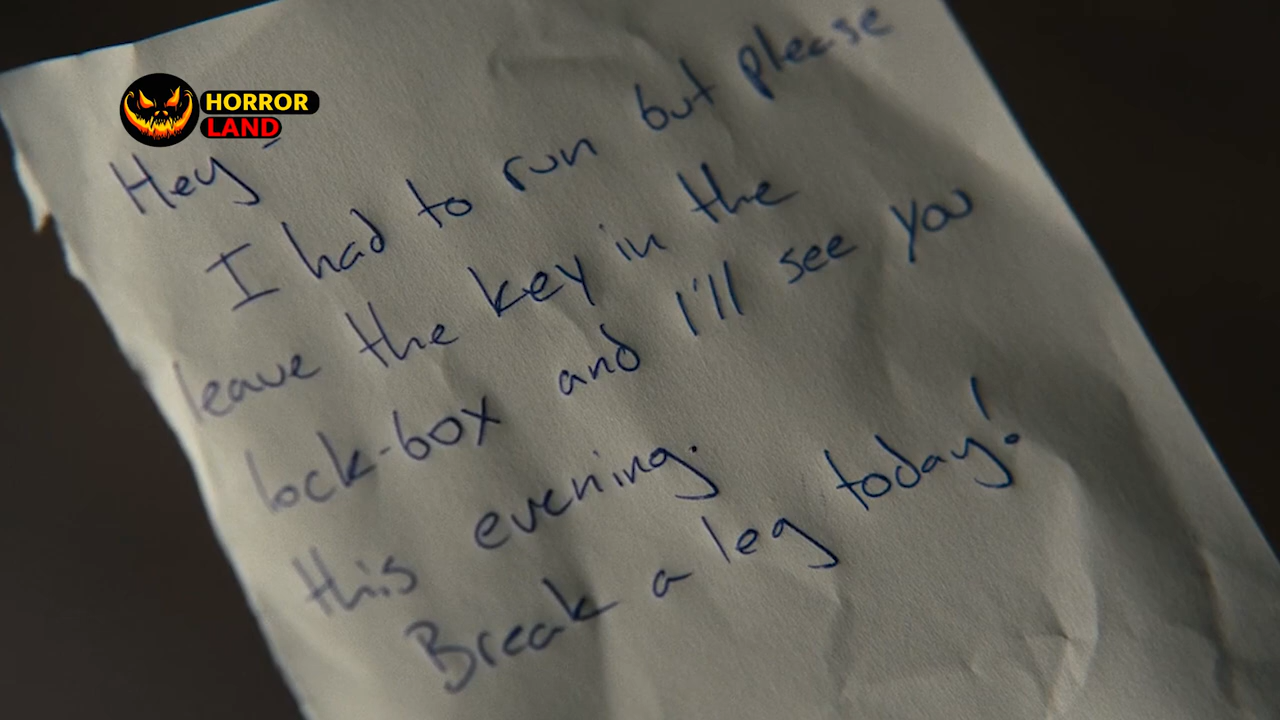 HORROR
LAND
Hey -
I had to run but please
leave the key in the
lock-box and I'll see you
this evening.
Break a leg today!